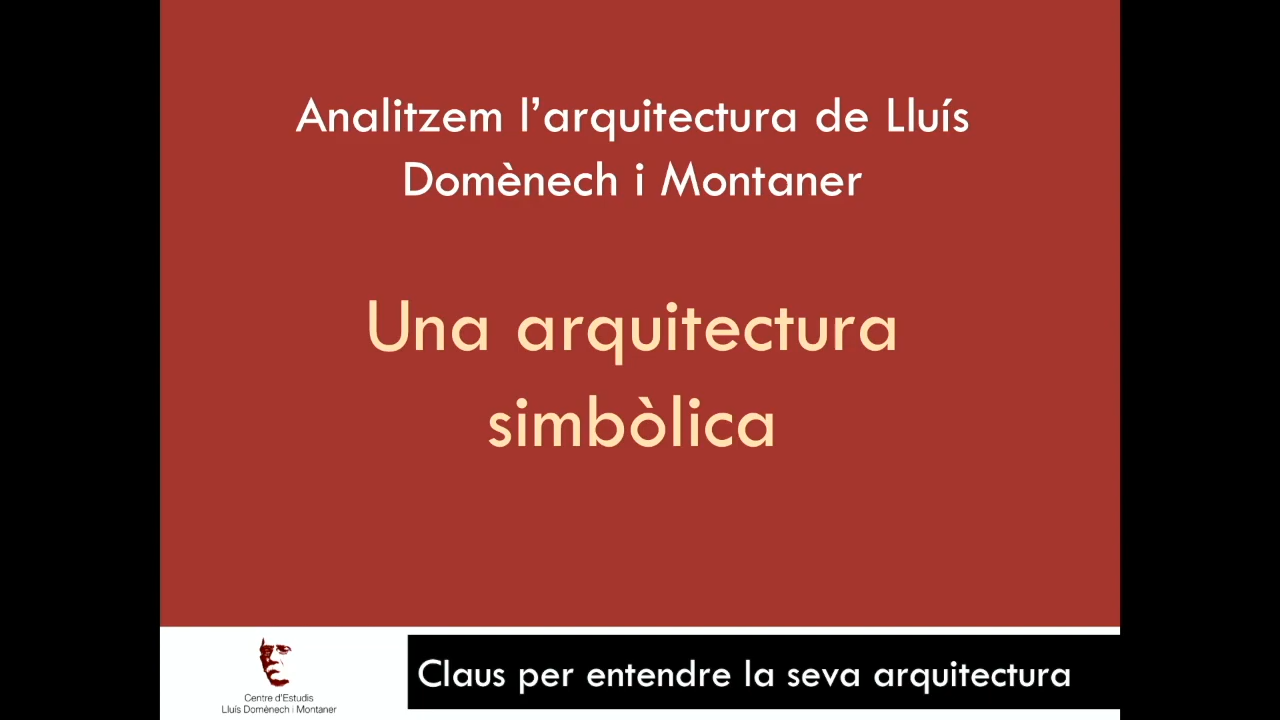 Analitzem l’arquitectura de Lluís
Domènech i Montaner
Una arquitectura
simbòlica
Centre d'Estudis
Lluís Domènech i Montaner
Claus per entendre la seva arquitectura